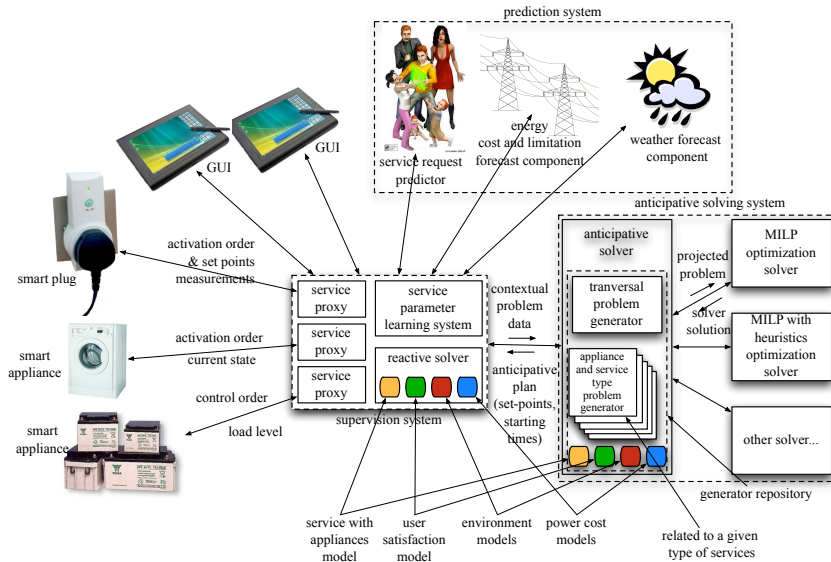 prediction system
GUI
GUI
energy
cost and limitation
forecast component
service request
predictor
weather forecast
component
anticipative solving system
smart plug
activation order
& set points
measurements
anticipative
solver
projected
problem
MILP
optimization
solver
service
proxy
service
parameter
learning system
contextual
problem
data
tranversal
problem
generator
solver
solution
MILP with
heuristics
optimization
solver
smart
appliance
activation order
current state
service
proxy
reactive solver
anticipative
plan
(set-points,
starting
times)
appliance
and service
type
problem
generator
service
proxy
control order
load level
smart
appliance
supervision system
other solver...
generator repository
service with
appliances
model
user
satisfaction
model
environment
models
power cost
models
related to a given
type of services